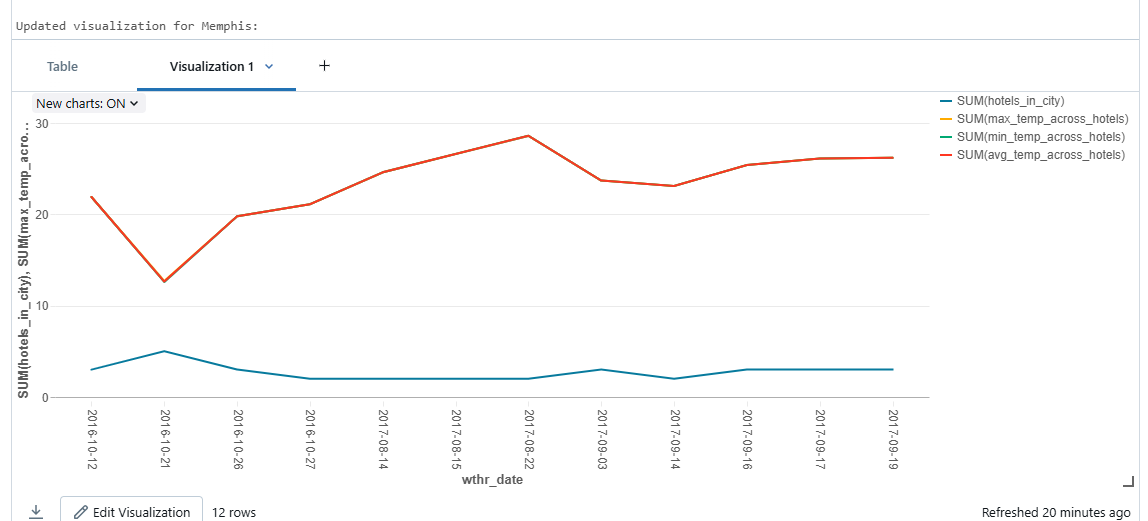 Updated visualization for Memphis:
Table
Visualization 1
+
New charts: ON
SUM(hotels_in_city)
SUM(max_temp_across_hotels)
SUM(min_temp_across_hotels)
SUM(avg_temp_across_hotels)
SUM(hotels_in_city), SUM(max_temp_acro...
30
20
10
0
2016-10-12
2016-10-21
2016-10-26
2016-10-27
2017-08-14
2017-08-15
2017-08-22
2017-09-03
2017-09-14
2017-09-16
2017-09-17
2017-09-19
wthr_date
Edit Visualization
12 rows
Refreshed 20 minutes ago